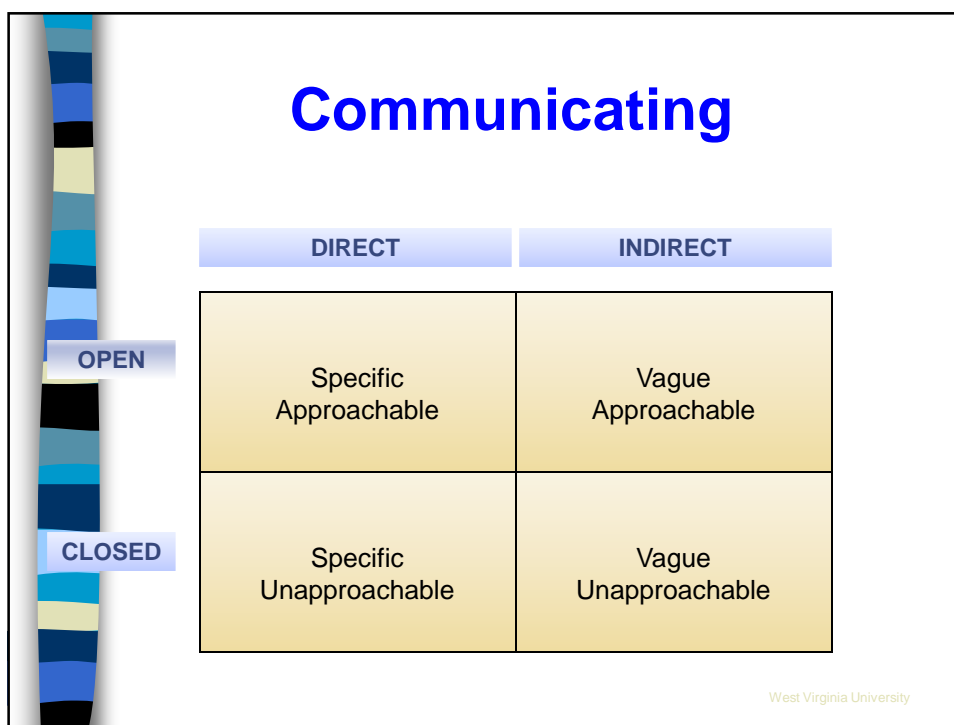 Communicating
DIRECT
INDIRECT
OPEN
Specific
Approachable
Vague
Approachable
CLOSED
Specific
Unapproachable
Vague
Unapproachable
West Virginia University